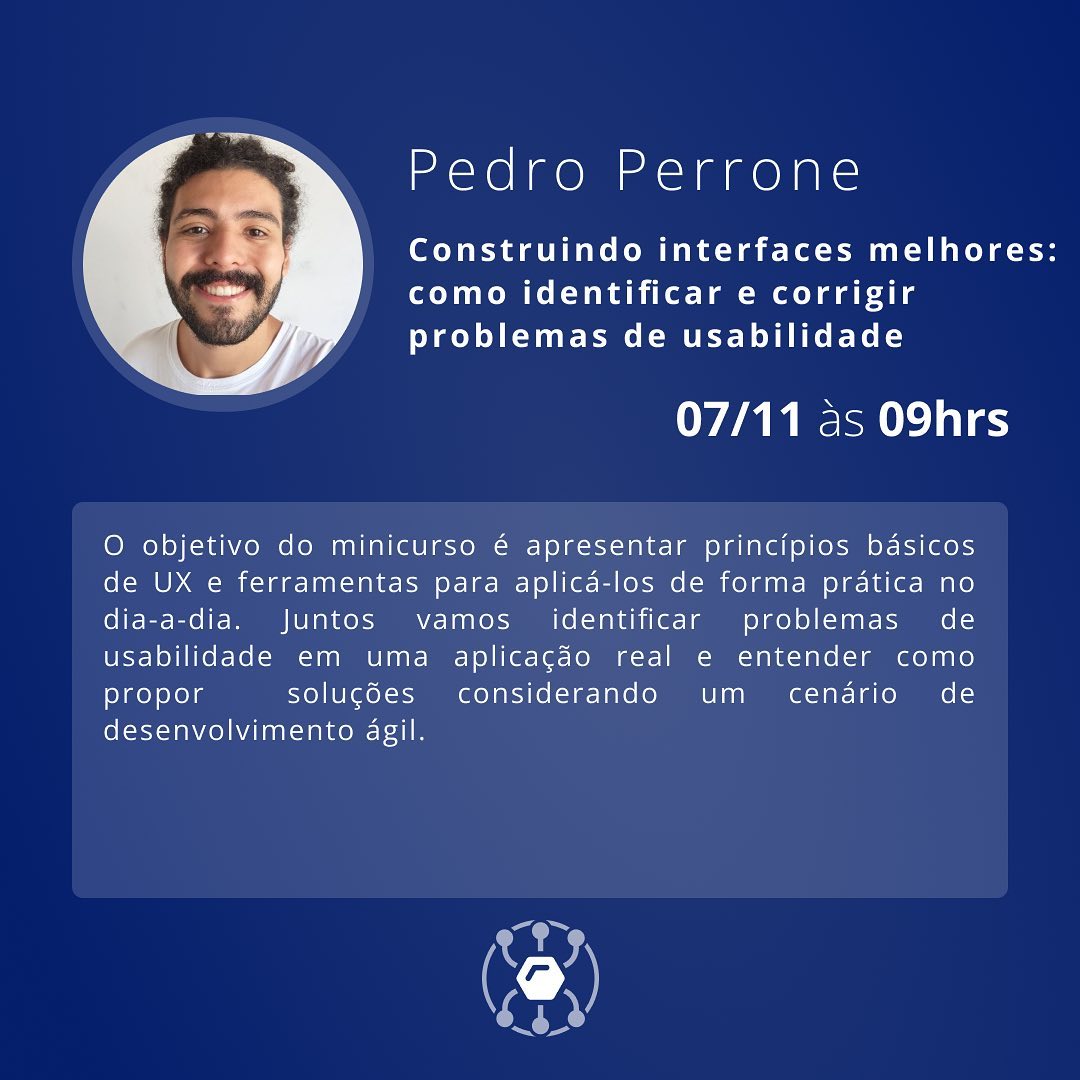 Pedro Perrone
Construindo interfaces melhores:
como identificar e corrigir
problemas de usabilidade
07/11 às 09hrs
O objetivo do minicurso é apresentar princípios básicos
de UX e ferramentas para aplicá-los de forma prática no
dia-a-dia. Juntos vamos identificar problemas de
usabilidade em uma aplicação real e entender como
propor soluções considerando um cenário de
desenvolvimento ágil.